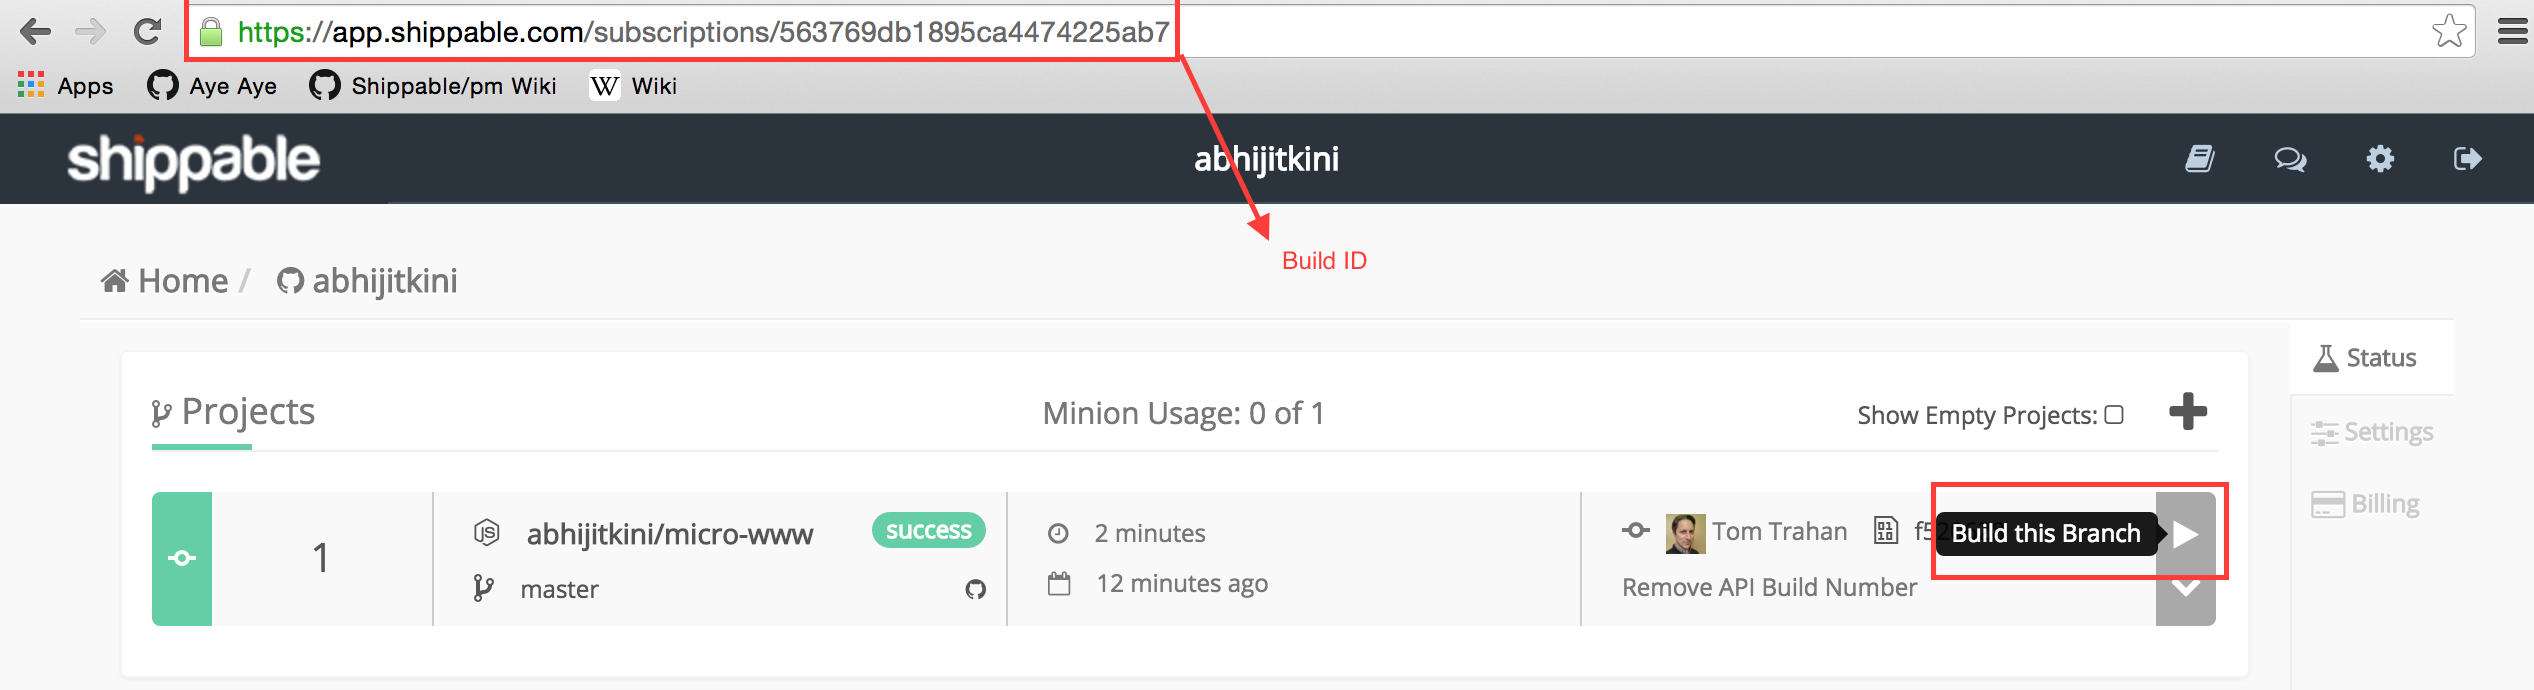 https://app.shippable.com/subscriptions/563769db1895ca4474225ab7
Apps Aye Aye Shippable/pm Wiki W Wiki
shippable abhijitkini
Build ID
Home / abhijitkini
Status
Projects Minion Usage: 0 of 1 Show Empty Projects:
Settings
Billing
1 abhijitkini/micro-www success 2 minutes Tom Trahan Build this Branch
master 12 minutes ago Remove API Build Number